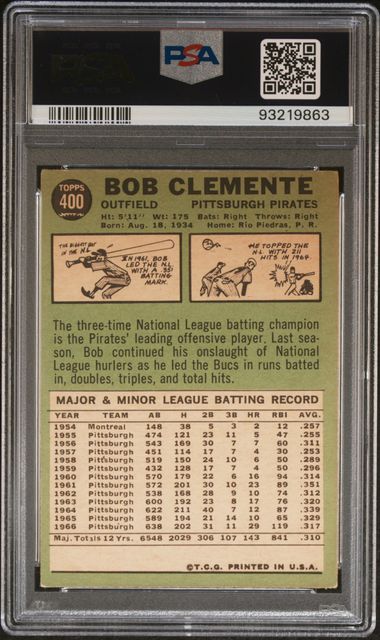 PSA
93219863
TOPPS
400
BOB CLEMENTE
OUTFIELD PITTSBURGH PIRATES
Ht: 5'11" Wt: 175 Bats: Right Throws: Right
Born: Aug. 18, 1934 Home: Rio Piedras, P. R.
THE BIGGEST BAT IN THE N.L.
IN 1961, BOB
LED THE N.L.
WITH A .351
BATTING
MARK.
HE TOPPED THE
N.L. WITH 211
HITS IN 1964.
The three-time National League batting champion
is the Pirates' leading offensive player. Last sea-
son, Bob continued his onslaught of National
League hurlers as he led the Bucs in runs batted
in, doubles, triples, and total hits.
MAJOR & MINOR LEAGUE BATTING RECORD
YEAR TEAM AB H 2B 3B HR RBI AVG.
1954 Montreal 148 38 5 3 2 12 .257
1955 Pittsburgh 474 121 23 11 5 47 .255
1956 Pittsburgh 543 169 30 7 7 60 .311
1957 Pittsburgh 451 114 17 7 4 30 .253
1958 Pittsburgh 519 150 24 10 6 50 .289
1959 Pittsburgh 432 128 17 7 4 50 .296
1960 Pittsburgh 570 179 22 6 16 94 .314
1961 Pittsburgh 572 201 30 10 23 89 .351
1962 Pittsburgh 538 168 28 9 10 74 .312
1963 Pittsburgh 600 192 23 8 17 76 .320
1964 Pittsburgh 622 211 40 7 12 87 .339
1965 Pittsburgh 589 194 21 14 10 65 .329
1966 Pittsburgh 638 202 31 11 29 119 .317
Maj. Totals 12 Yrs. 6548 2029 306 107 143 841 .310
©T.C.G. PRINTED IN U.S.A.